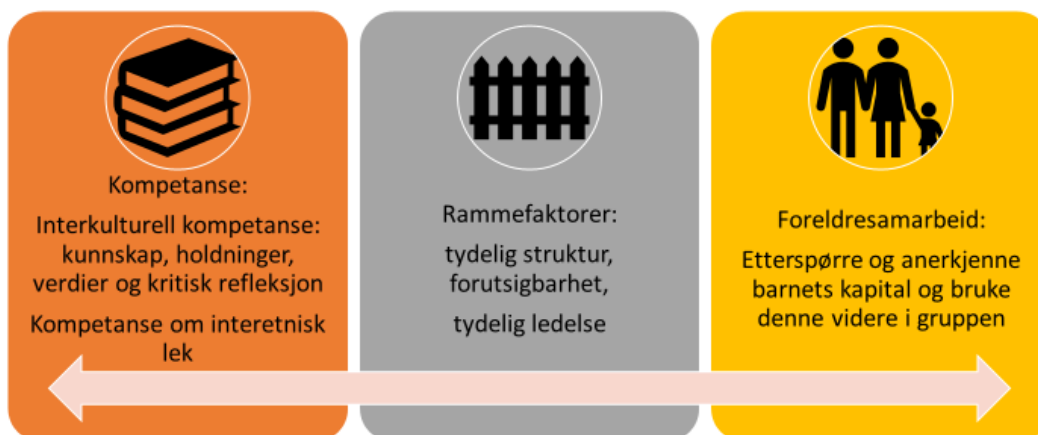 Kompetanse:
Interkulturell kompetanse:
kunnskap, holdninger,
verdier og kritisk refleksjon
Kompetanse om interetnisk
lek
Rammefaktorer:
tydelig struktur,
forutsigbarhet,
tydelig ledelse
Foreldresamarbeid:
Etterspørre og anerkjenne
barnets kapital og bruke
denne videre i gruppen